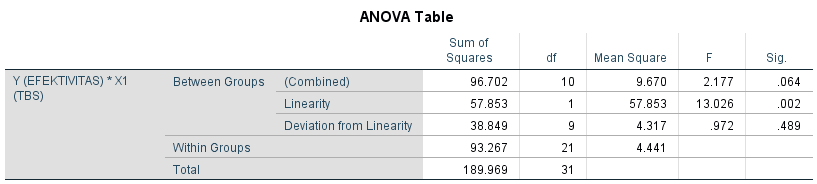 ANOVA Table
Sum of Squares df Mean Square F Sig.
Y (EFEKTIVITAS) * X1 (TBS) Between Groups (Combined) 96.702 10 9.670 2.177 .064
Linearity 57.853 1 57.853 13.026 .002
Deviation from Linearity 38.849 9 4.317 .972 .489
Within Groups 93.267 21 4.441
Total 189.969 31